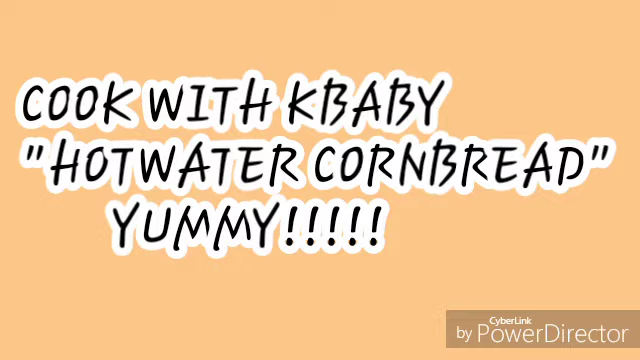 COOK WITH KBABY
"HOTWATER CORNBREAD"
YUMMY!!!!!
CyberLink
by PowerDirector